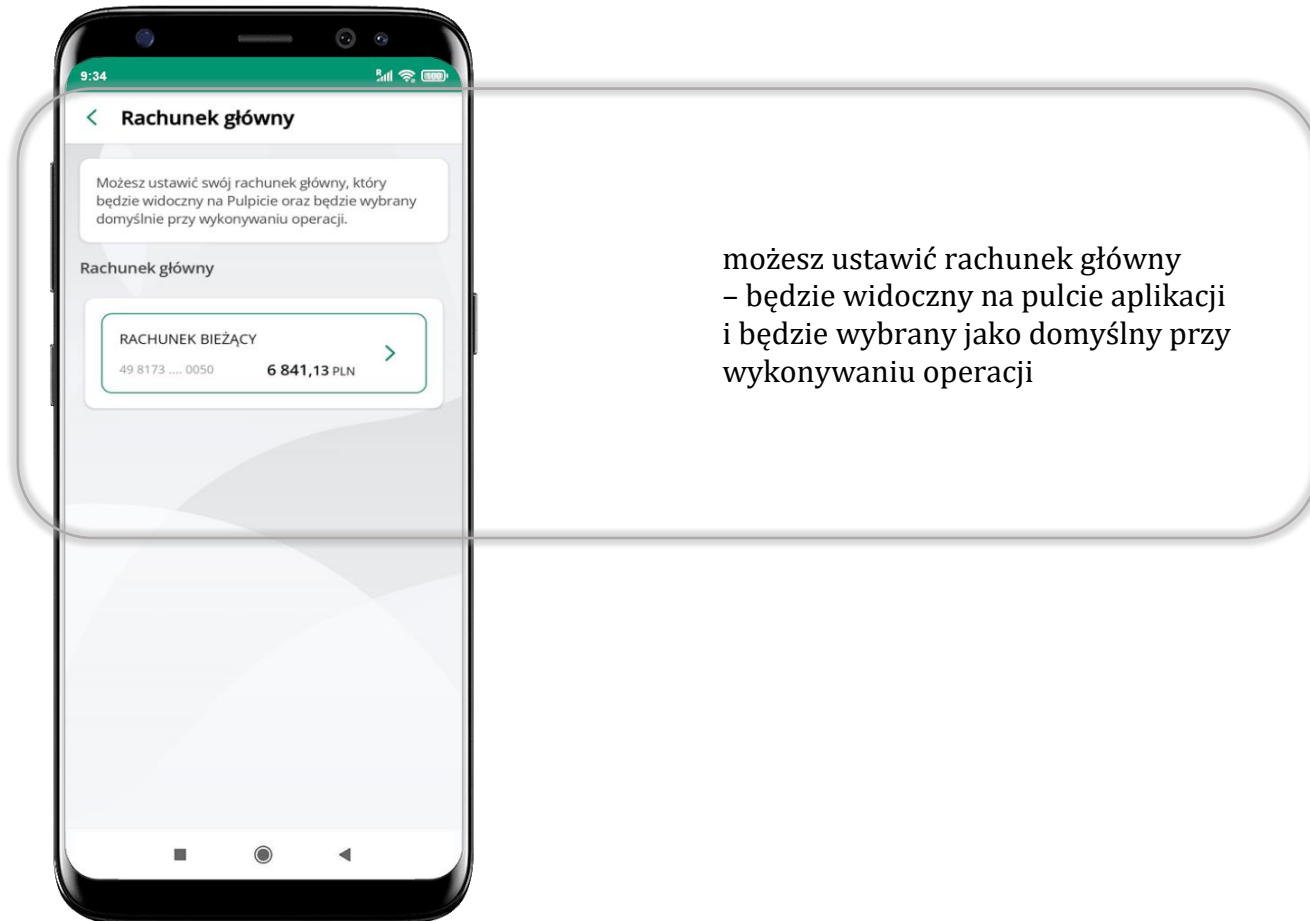 9:34
Rachunek główny
Możesz ustawić swój rachunek główny, który
będzie widoczny na Pulpicie oraz będzie wybrany
domyślnie przy wykonywaniu operacji.
Rachunek główny
RACHUNEK BIEŻĄCY
49 8173 .... 0050 6 841,13 PLN
możesz ustawić rachunek główny
– będzie widoczny na pulcie aplikacji
i będzie wybrany jako domyślny przy
wykonywaniu operacji